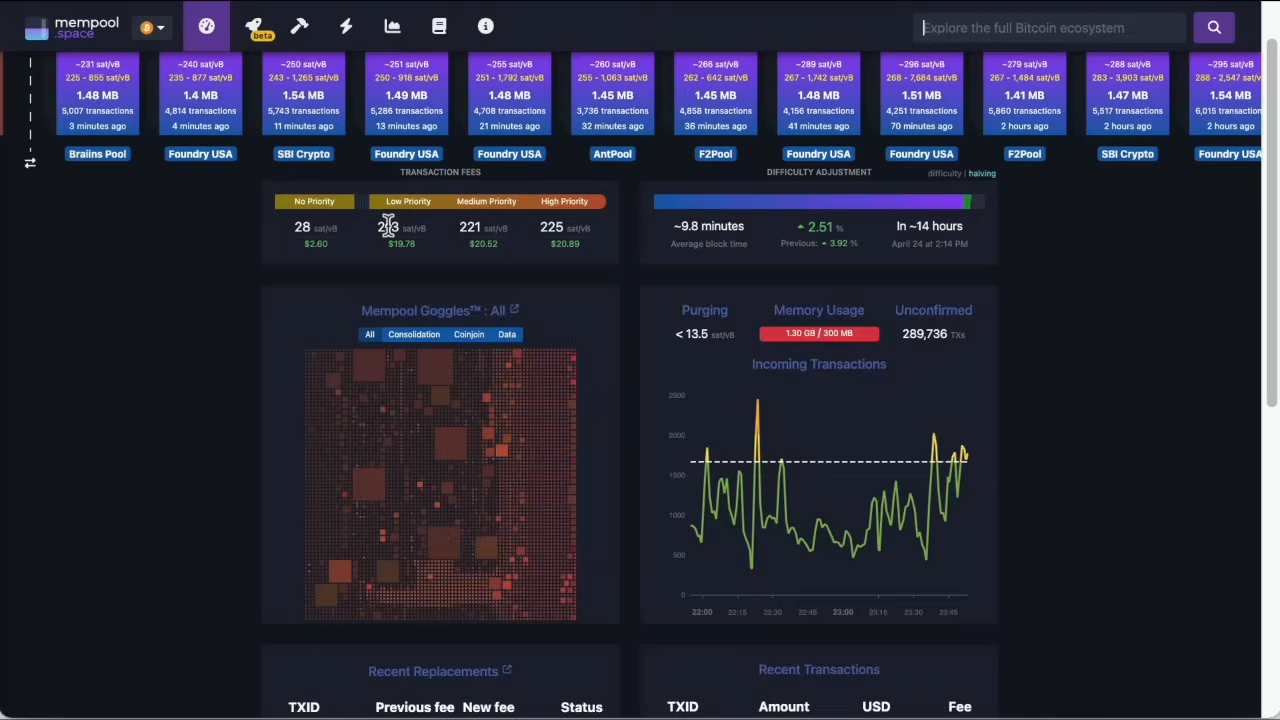 mempool
.space
beta
Explore the full Bitcoin ecosystem
~231 sat/vB ~240 sat/vB ~250 sat/vB ~251 sat/vB ~255 sat/vB ~260 sat/vB ~266 sat/vB ~289 sat/vB ~296 sat/vB ~279 sat/vB ~288 sat/vB ~295 sat/vB
225 - 855 sat/vB 235 - 877 sat/vB 243 - 1,265 sat/vB 250 - 918 sat/vB 251 - 1,792 sat/vB 255 - 1,063 sat/vB 262 - 642 sat/vB 267 - 1,742 sat/vB 268 - 7,684 sat/vB 267 - 1,484 sat/vB 283 - 3,903 sat/vB 288 - 2,547 sat/vB
1.48 MB 1.4 MB 1.54 MB 1.49 MB 1.48 MB 1.45 MB 1.45 MB 1.48 MB 1.51 MB 1.41 MB 1.47 MB 1.54 MB
5,007 transactions 4,814 transactions 5,743 transactions 5,286 transactions 4,708 transactions 3,736 transactions 4,858 transactions 4,156 transactions 4,251 transactions 5,860 transactions 5,517 transactions 6,015 transactions
3 minutes ago 4 minutes ago 11 minutes ago 13 minutes ago 21 minutes ago 32 minutes ago 36 minutes ago 41 minutes ago 70 minutes ago 2 hours ago 2 hours ago 2 hours ago
Braiins Pool Foundry USA SBI Crypto Foundry USA Foundry USA AntPool F2Pool Foundry USA Foundry USA F2Pool SBI Crypto Foundry USA
TRANSACTION FEES
No Priority Low Priority Medium Priority High Priority
28 sat/vB sat/vB 221 sat/vB 225 sat/vB
$2.60 $19.78 $20.52 $20.89
DIFFICULTY ADJUSTMENT difficulty | halving
~9.8 minutes 2.51 % In ~14 hours
Average block time Previous: 3.92 % April 24 at 2:14 PM
Mempool Goggles™ : All
All Consolidation Coinjoin Data
Purging Memory Usage Unconfirmed
< 13.5 sat/vB 1.30 GB / 300 MB 289,736 TXs
Incoming Transactions
2500
2000
1500
1000
500
0
22:00 22:15 22:30 22:45 23:00 23:15 23:30 23:45
Recent Replacements
TXID Previous fee New fee Status
Recent Transactions
TXID Amount USD Fee